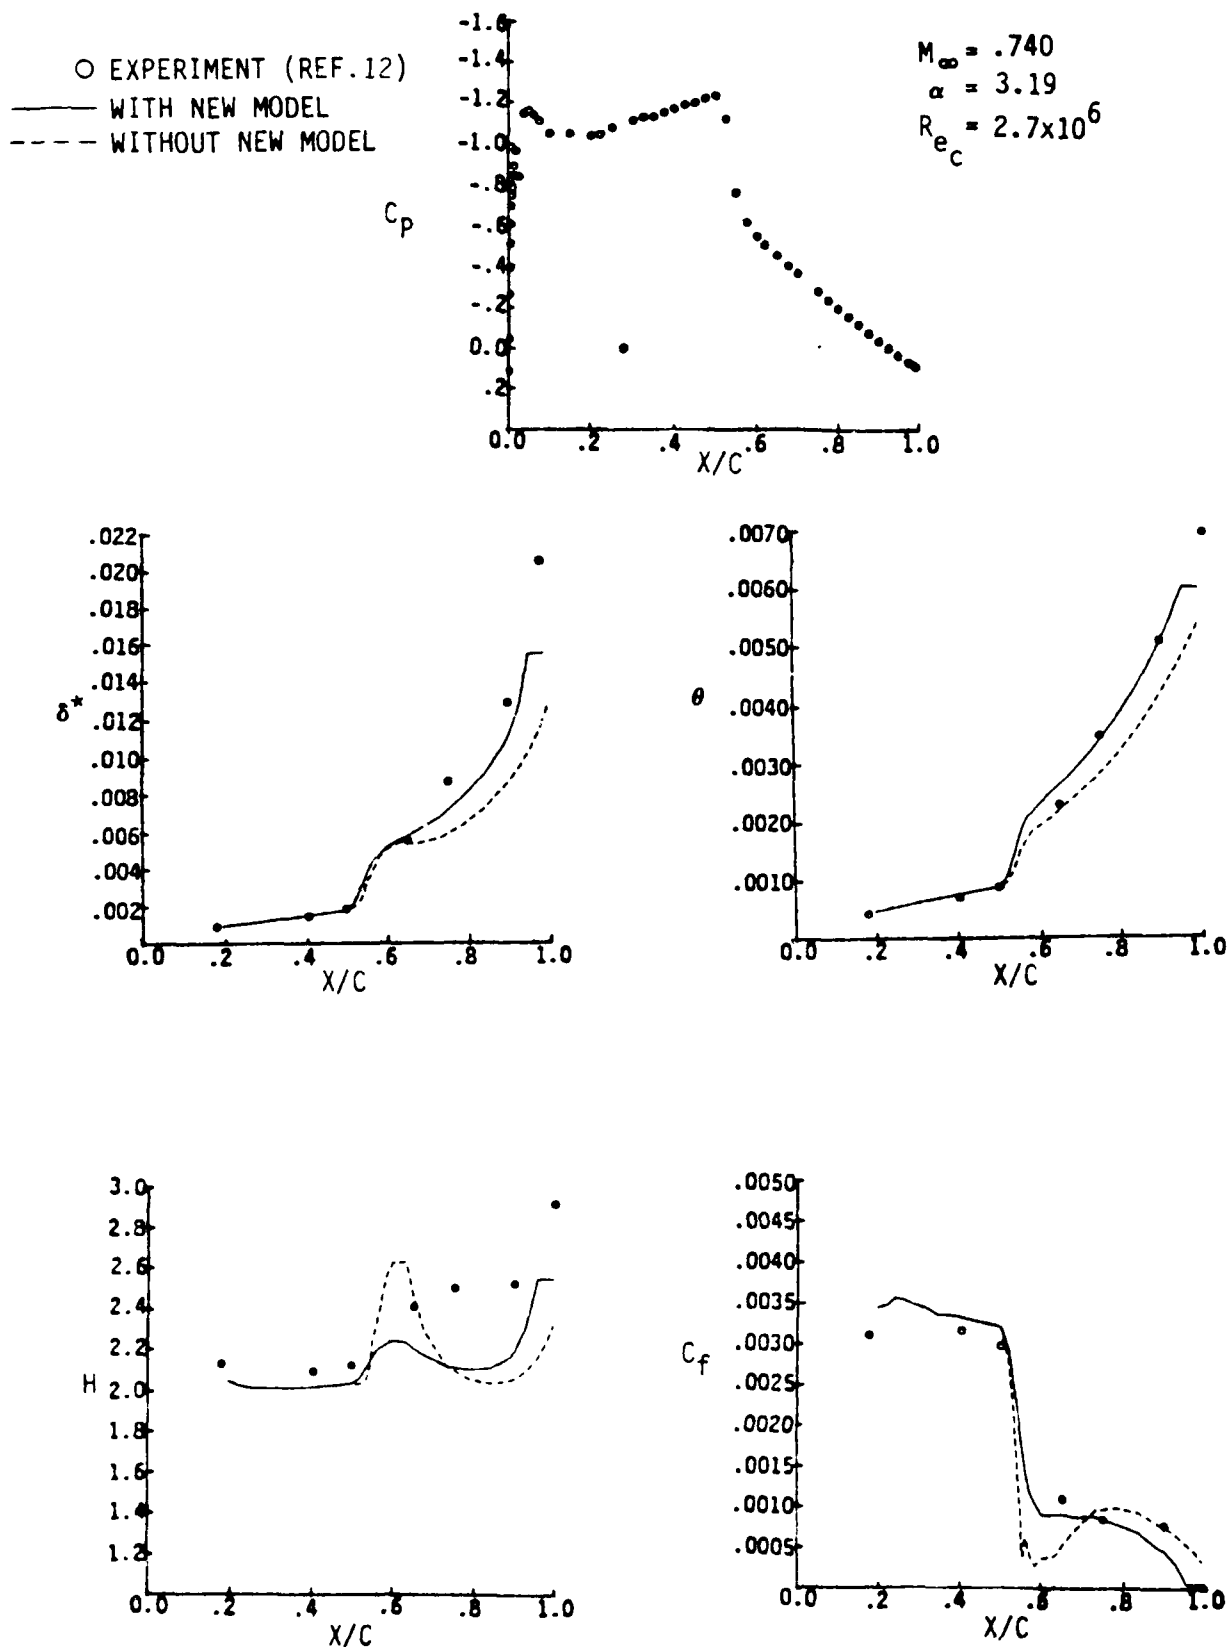 O EXPERIMENT (REF.12)
WITH NEW MODEL
WITHOUT NEW MODEL
M∞ = .740
α = 3.19
Re_c = 2.7x10^6
-1.6
-1.4
-1.2
-1.0
-.8
-.6
-.4
-.2
0.0
.2
Cp
0.0 .2 .4 .6 .8 1.0
X/C
.022
.020
.018
.016
.014
.012
.010
.008
.006
.004
.002
δ*
0.0 .2 .4 .6 .8 1.0
X/C
.0070
.0060
.0050
.0040
.0030
.0020
.0010
θ
0.0 .2 .4 .6 .8 1.0
X/C
3.0
2.8
2.6
2.4
2.2
2.0
1.8
1.6
1.4
1.2
H
0.0 .2 .4 .6 .8 1.0
X/C
.0050
.0045
.0040
.0035
.0030
.0025
.0020
.0015
.0010
.0005
Cf
0.0 .2 .4 .6 .8 1.0
X/C